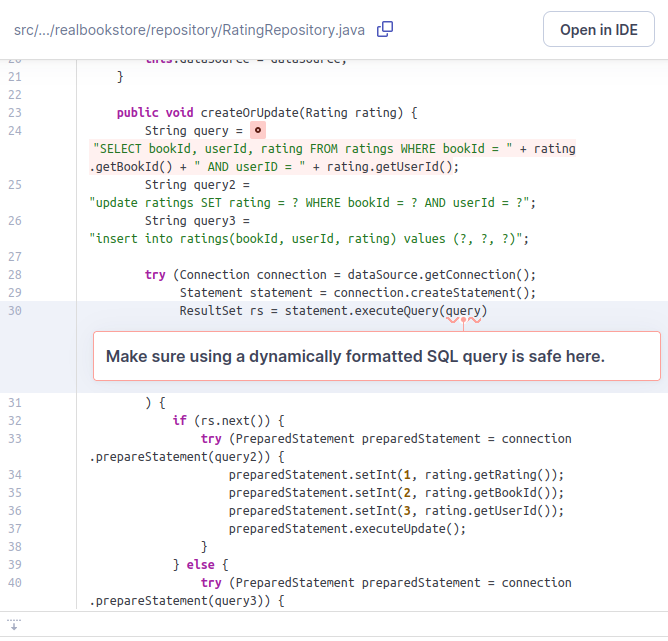 src/.../realbookstore/repository/RatingRepository.java
Open in IDE
20 this.dataSource = dataSource;
21 }
22
23 public void createOrUpdate(Rating rating) {
24 String query =
"SELECT bookId, userId, rating FROM ratings WHERE bookId = " + rating
.getBookId() + " AND userID = " + rating.getUserId();
25 String query2 =
"update ratings SET rating = ? WHERE bookId = ? AND userId = ?";
26 String query3 =
"insert into ratings(bookId, userId, rating) values (?, ?, ?)";
27
28 try (Connection connection = dataSource.getConnection();
29 Statement statement = connection.createStatement();
30 ResultSet rs = statement.executeQuery(query)
Make sure using a dynamically formatted SQL query is safe here.
31 ) {
32 if (rs.next()) {
33 try (PreparedStatement preparedStatement = connection
.prepareStatement(query2)) {
34 preparedStatement.setInt(1, rating.getRating());
35 preparedStatement.setInt(2, rating.getBookId());
36 preparedStatement.setInt(3, rating.getUserId());
37 preparedStatement.executeUpdate();
38 }
39 } else {
40 try (PreparedStatement preparedStatement = connection
.prepareStatement(query3)) {